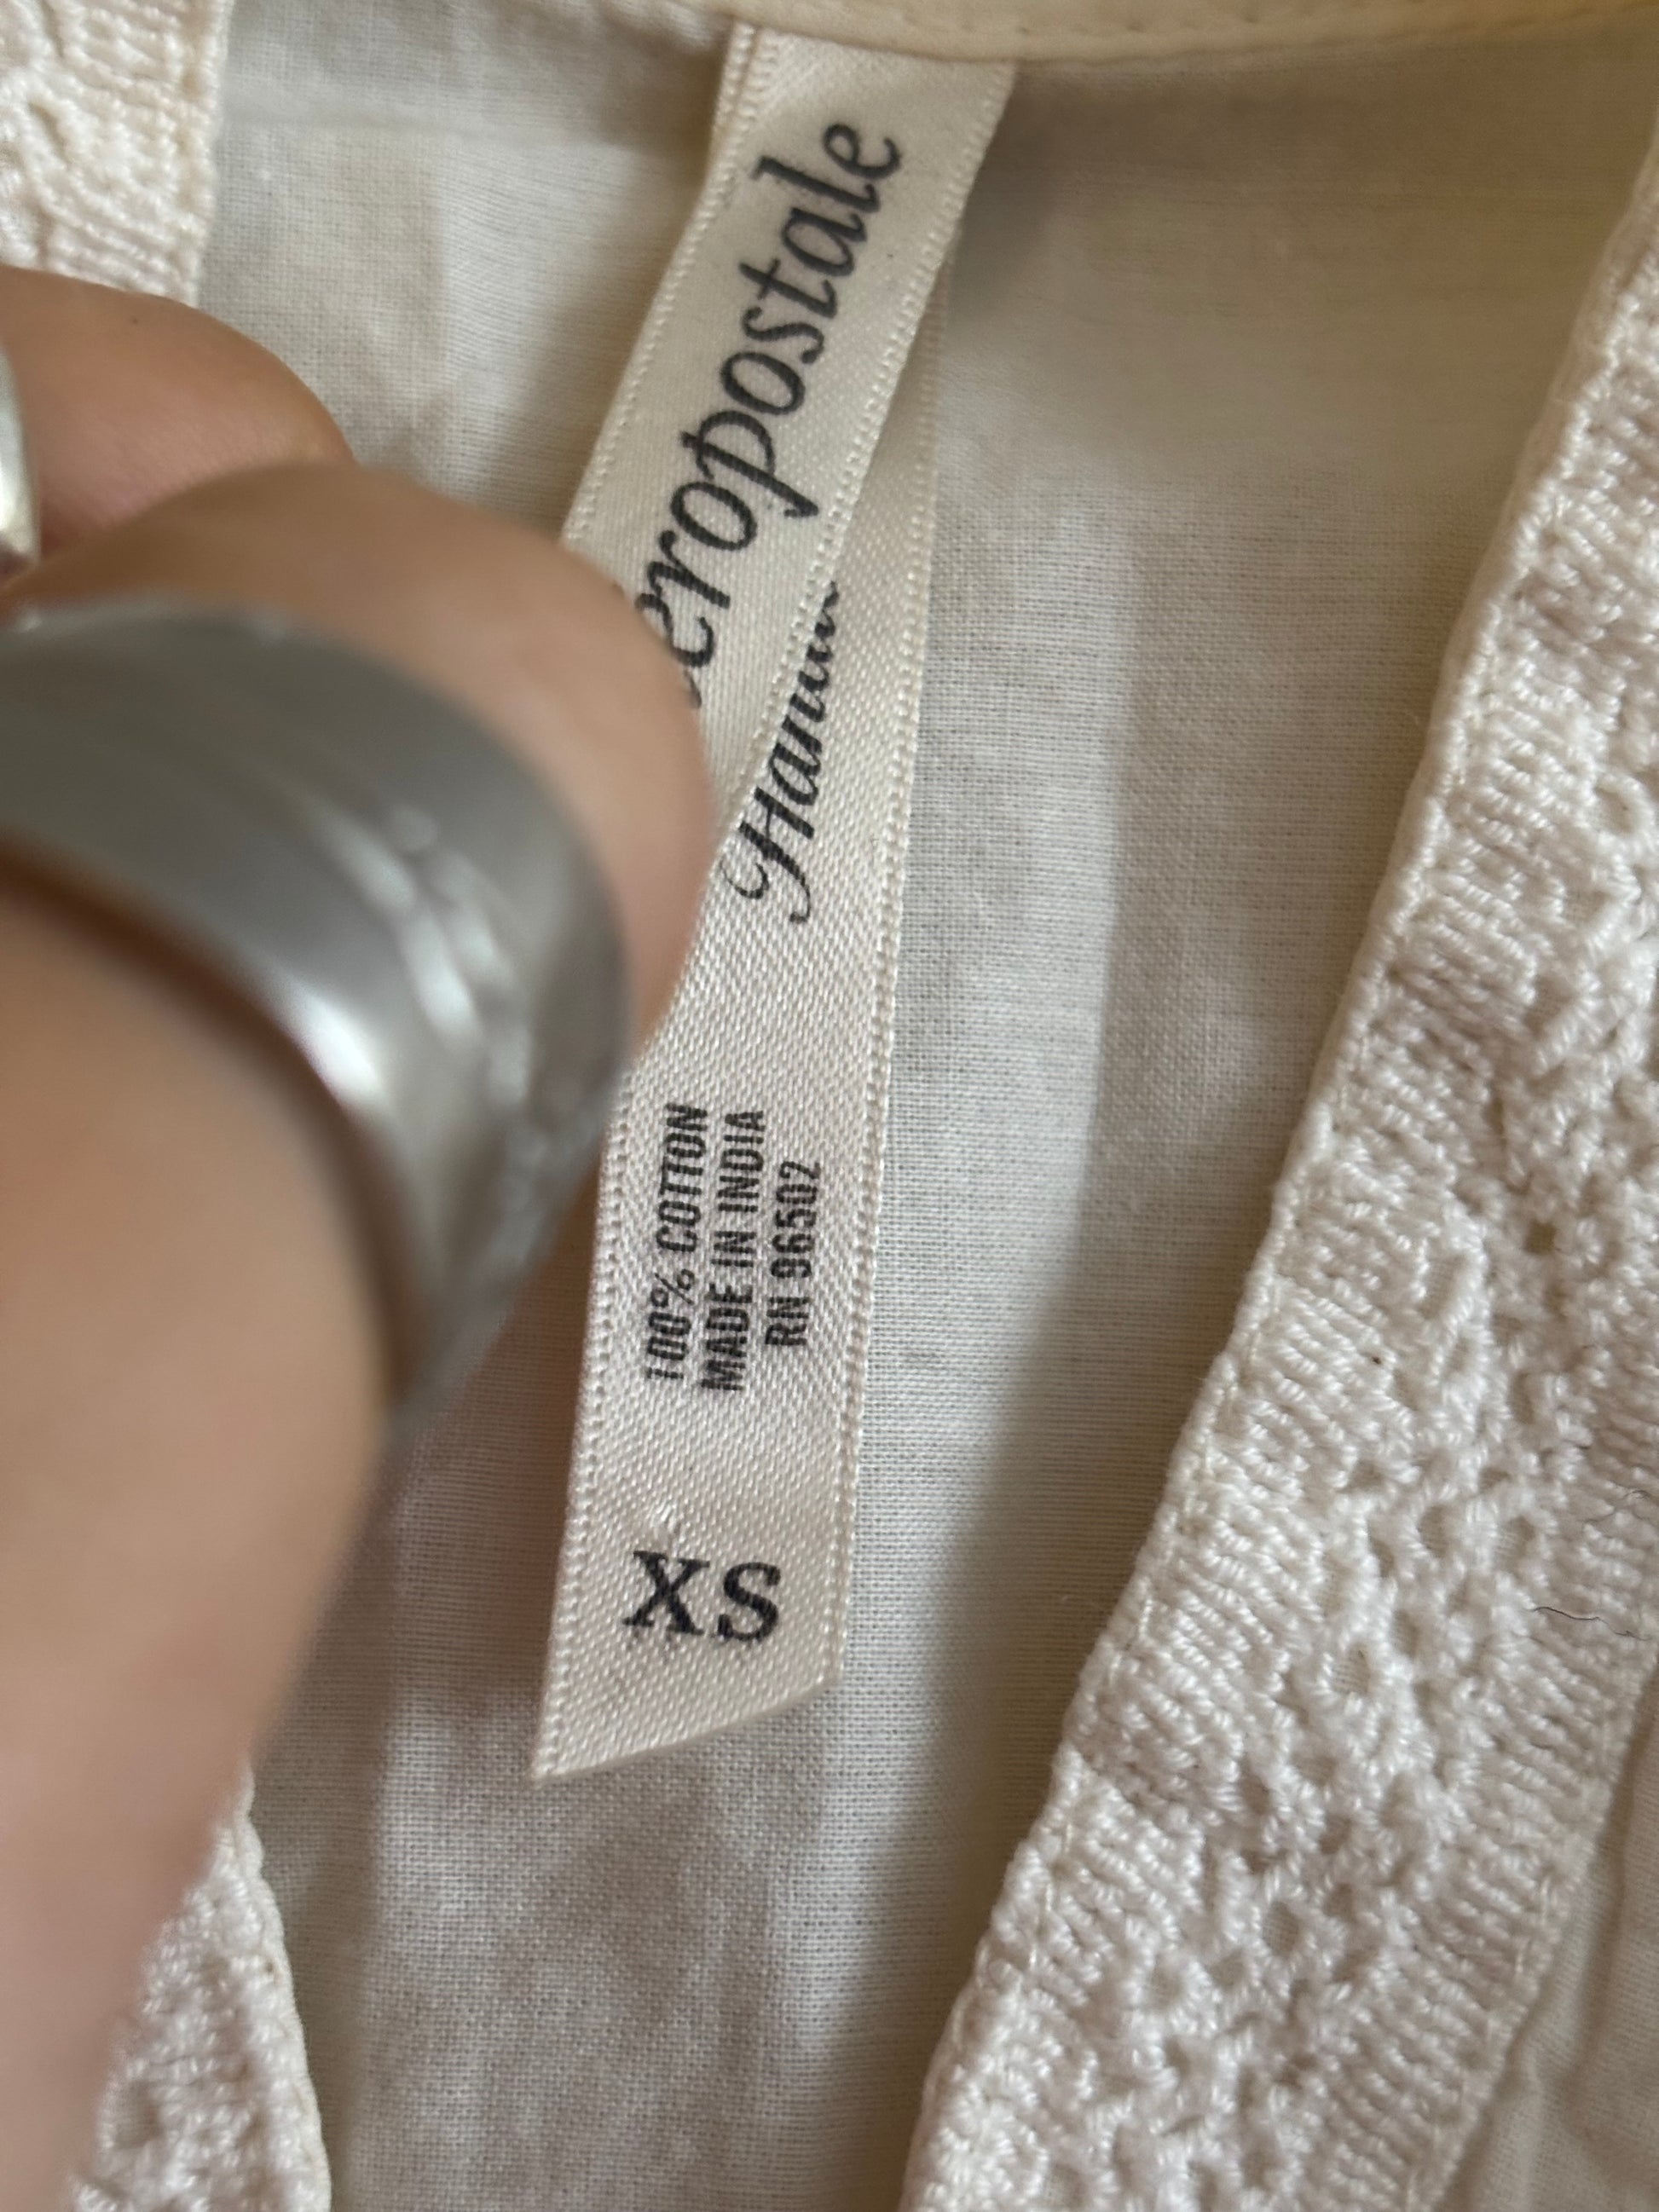 eropostale
100% COTTON
MADE IN INDIA
RN 96502
XS